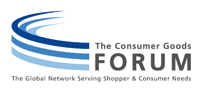 The Consumer Goods
FORUM
The Global Network Serving Shopper & Consumer Needs